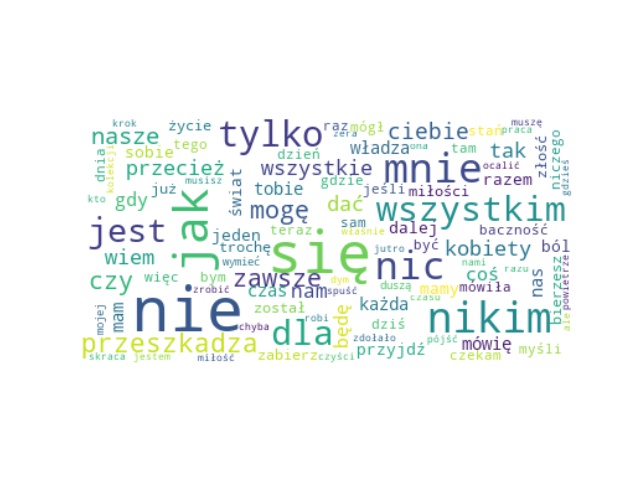 krok
życie
tylko
raz
mógł
zera
ciebie
stań
muszę
praca
nasze
dnia
kolekcji
sobie
tego
przecież
dzień
wszystkie
władza
ona
tam
tak
ocalić
złość
niczego
gdzieś
już
musisz
świat
tobie
gdzie
jeśli
mnie
miłości
razem
kto
gdy
jak
mogę
dać
wszystkim
jest
jeden
trochę
teraz
sam
właśnie
dalej
baczność
wiem
wymieć
się
jutro
być
kobiety
ból
czy
więc
bym
zawsze
nic
nami
coś
razu
nas
bierzesz
powietrze
ale
zrobić
czas
nam
dym
spuść
duszą
czasu
mamy
mówiła
mojej
mam
nie
został
będę
każda
nikim
chyba
dla
robi
dziś
zdołało
pójść
mówię
przeszkadza
przyjdź
myśli
skraca
jestem
miłość
zabierz
czyści
czekam